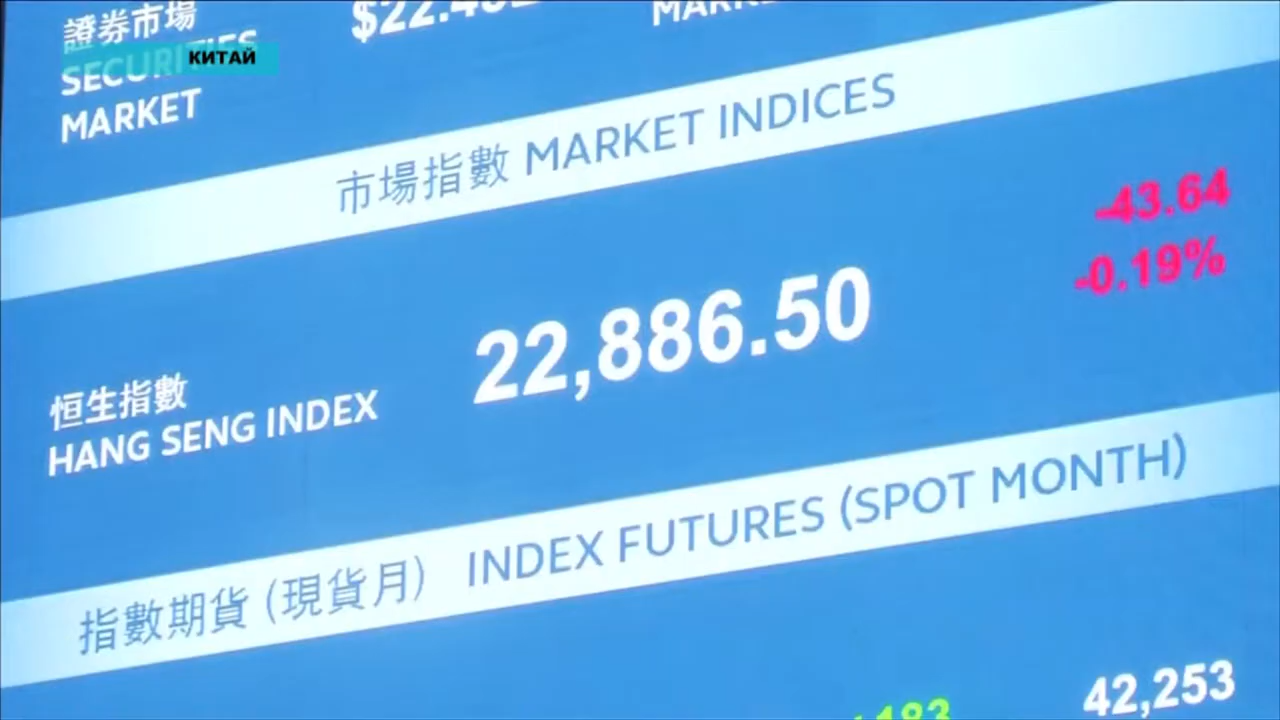 證券市場
SECURITIES
MARKET
КИТАЙ
市場指數 MARKET INDICES
-43.64
-0.19%
22,886.50
恒生指數
HANG SENG INDEX
指數期貨 (現貨月) INDEX FUTURES (SPOT MONTH)
42,253